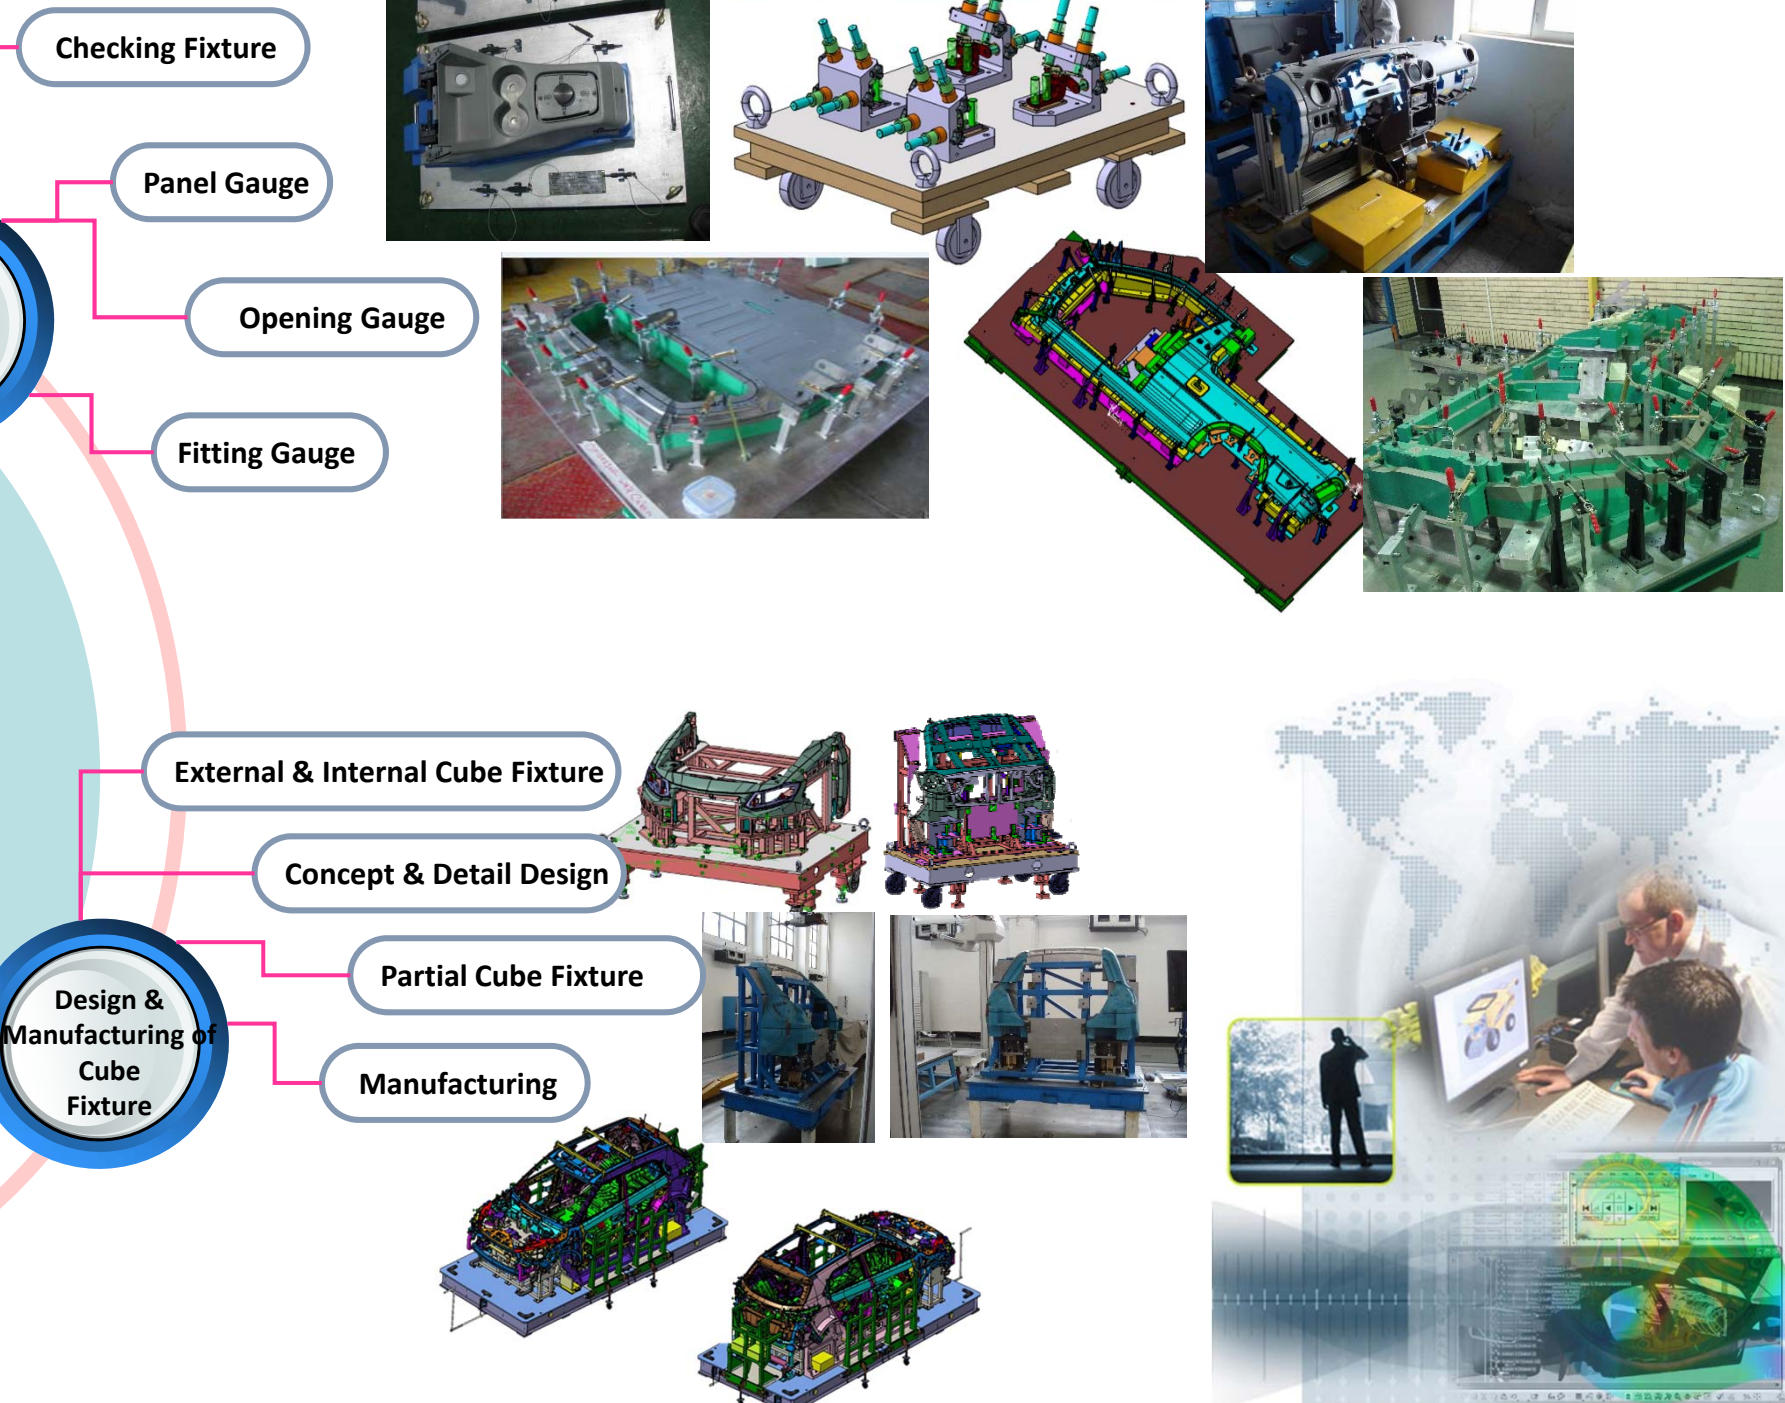 Checking Fixture
Panel Gauge
Opening Gauge
Fitting Gauge
External & Internal Cube Fixture
Concept & Detail Design
Partial Cube Fixture
Manufacturing
Design &
Manufacturing of
Cube
Fixture